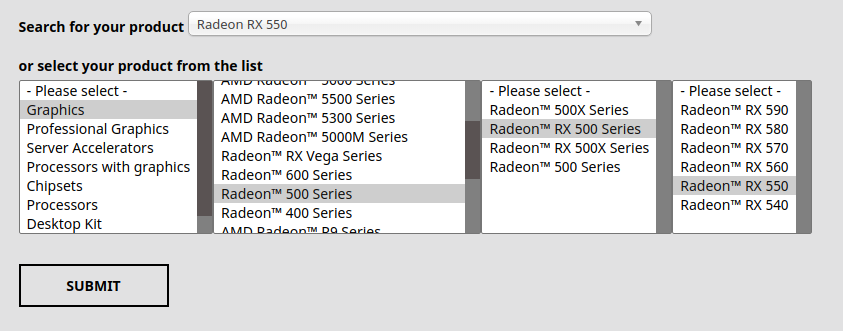 Search for your product Radeon RX 550
or select your product from the list
- Please select -
Graphics
Professional Graphics
Server Accelerators
Processors with graphics
Chipsets
Processors
Desktop Kit
AMD Radeon™ 5600 Series
AMD Radeon™ 5500 Series
AMD Radeon™ 5300 Series
AMD Radeon™ 5000M Series
Radeon™ RX Vega Series
Radeon™ 600 Series
Radeon™ 500 Series
Radeon™ 400 Series
AMD Radeon™ R9 Series
- Please select -
Radeon™ 500X Series
Radeon™ RX 500 Series
Radeon™ RX 500X Series
Radeon™ 500 Series
- Please select -
Radeon™ RX 590
Radeon™ RX 580
Radeon™ RX 570
Radeon™ RX 560
Radeon™ RX 550
Radeon™ RX 540
SUBMIT